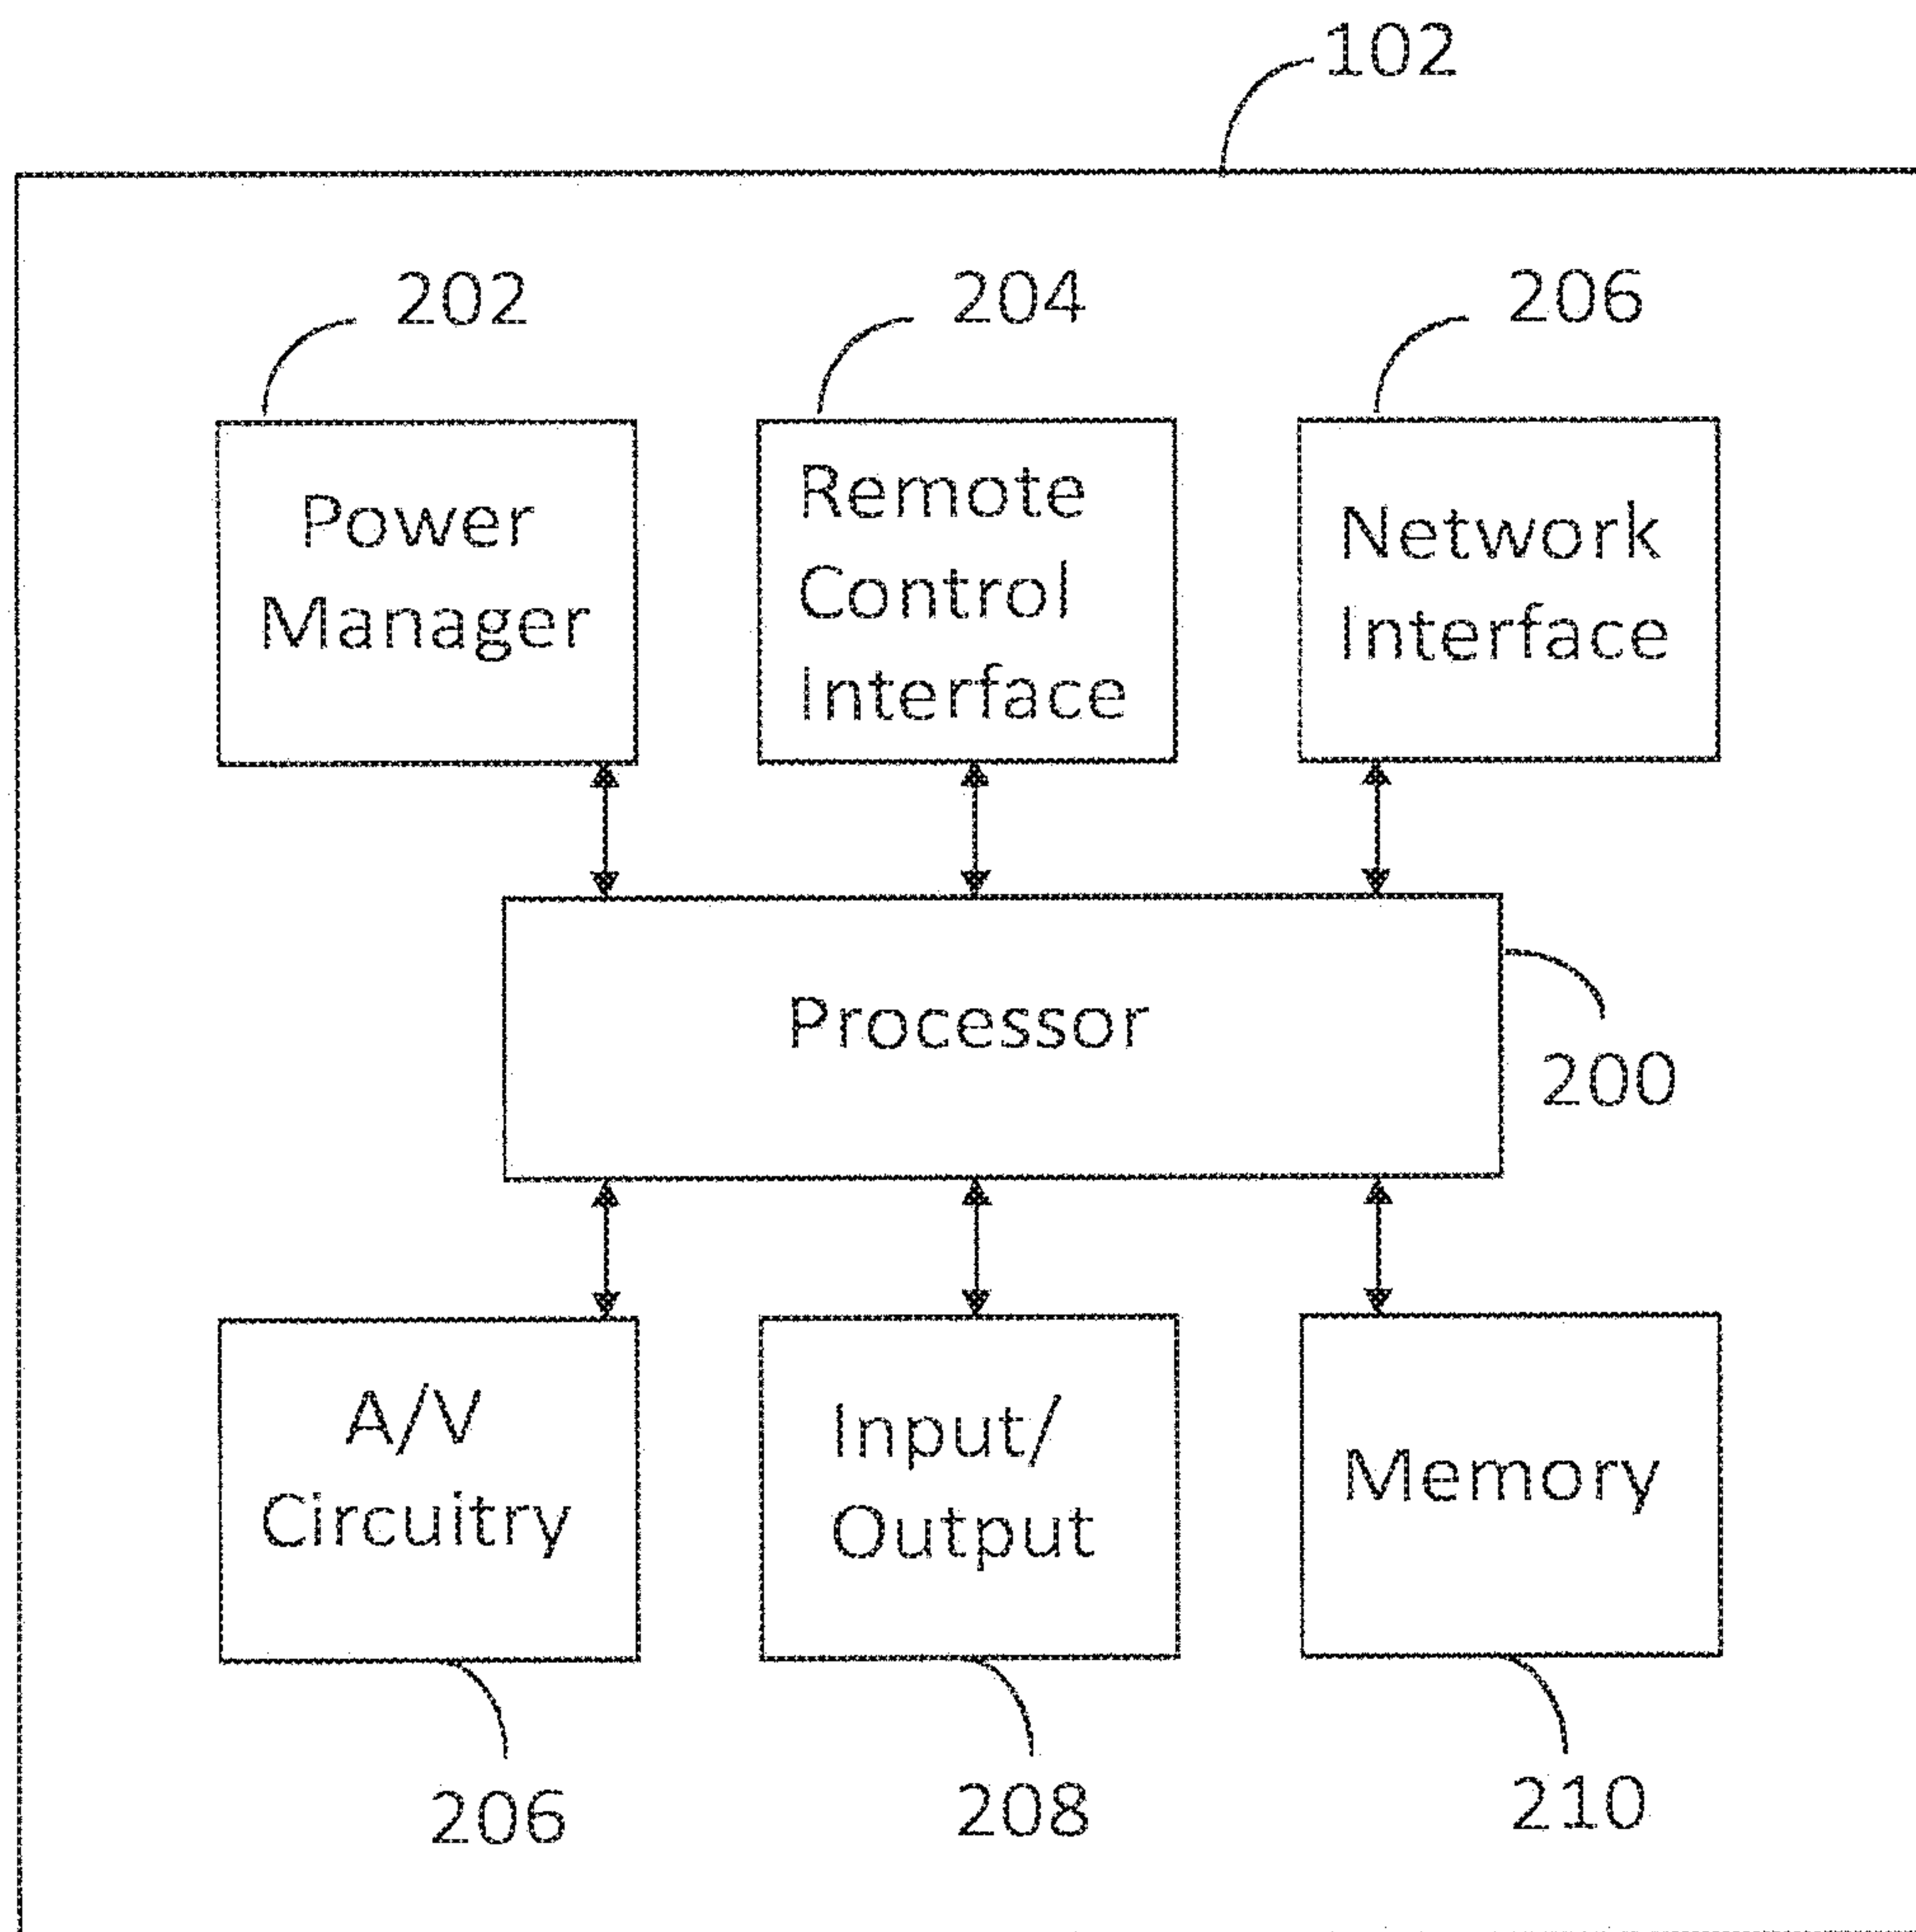 102
202
204
206
Power
Manager
Remote
Control
Interface
Network
Interface
Processor
200
A/V
Circuitry
Input/
Output
Memory
206
208
210